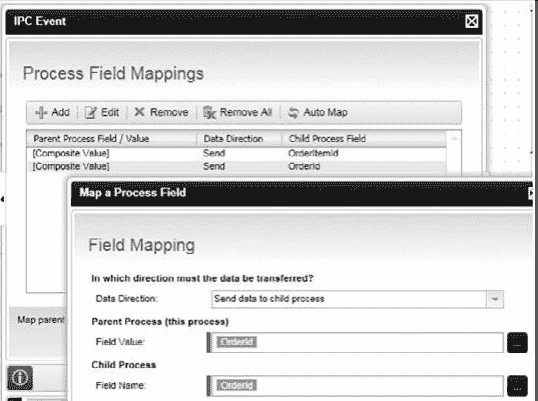 IPC Event
Process Field Mappings
Add Edit Remove Remove All Auto Map
Parent Process Field / Value Data Direction Child Process Field
[Composite Value] Send OrderItemId
[Composite Value] Send OrderId
Map a Process Field
Field Mapping
In which direction must the data be transferred?
Data Direction: Send data to child process
Parent Process (this process)
Map parent
Field Value: OrderId ...
Child Process
Field Name: OrderId ...